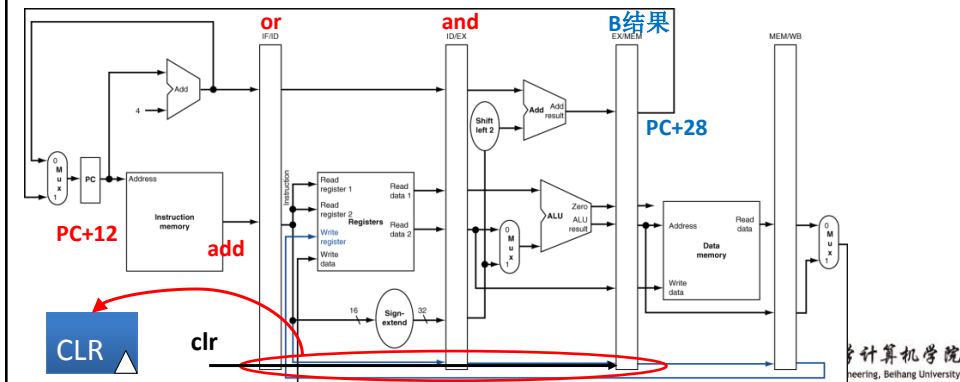 or
and
B结果
IF/ID
ID/EX
EX/MEM
MEM/WB
Add
4
Shift
left 2
Add
Add
result
PC+28
0
M
u
x
1
PC
Address
Instruction
memory
PC+12
add
Instruction
Read
register 1
Read
register 2
Registers
Write
register
Write
data
Read
data 1
Read
data 2
0
M
u
x
1
Zero
ALU
ALU
result
Address
Read
data
Data
memory
Write
data
0
M
u
x
1
16
Sign-
extend
32
CLR
clr
计算机学院
neering, Beihang University